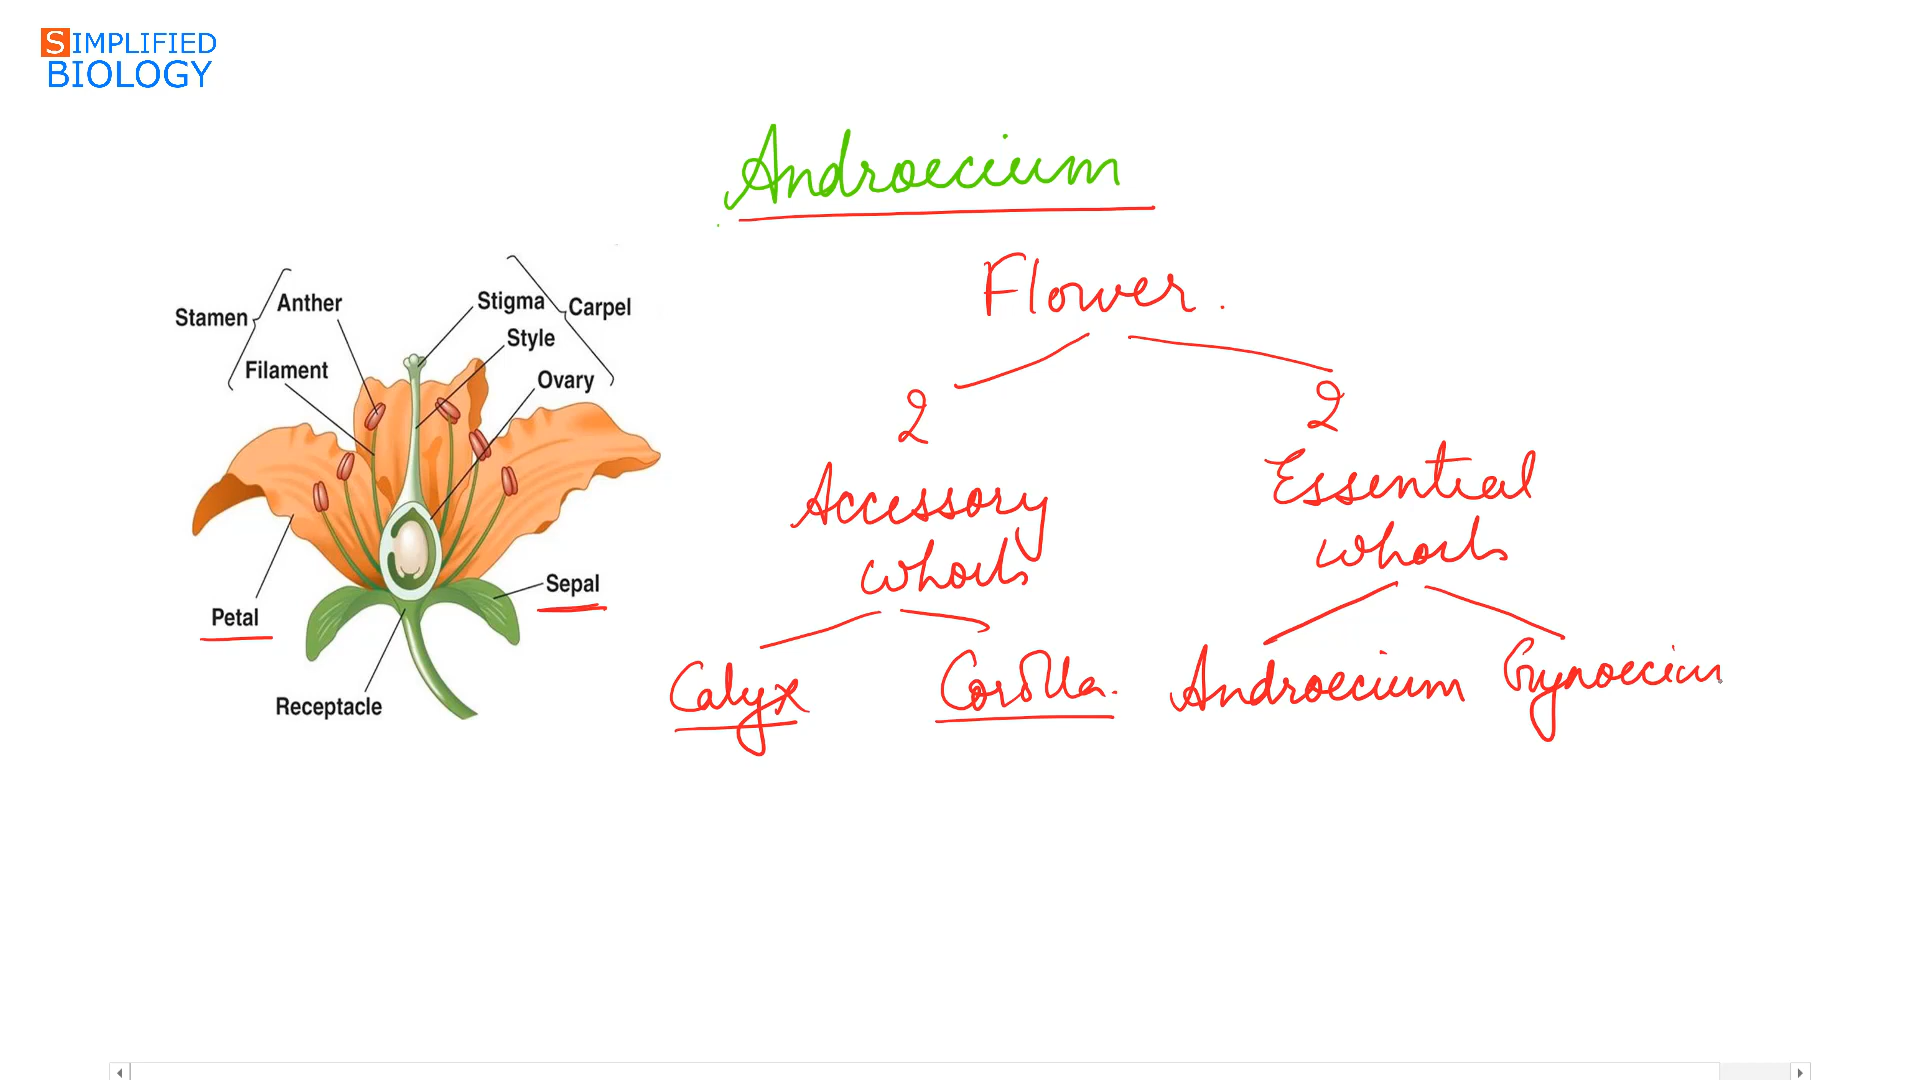 SIMPLIFIED
BIOLOGY
Androecium
Flower.
Stamen
Anther
Filament
Stigma
Style
Ovary
Carpel
Petal
Sepal
Receptacle
2 2
Accessory Essential
whorls whorls
Calyx Corolla. Androecium Gynoecium